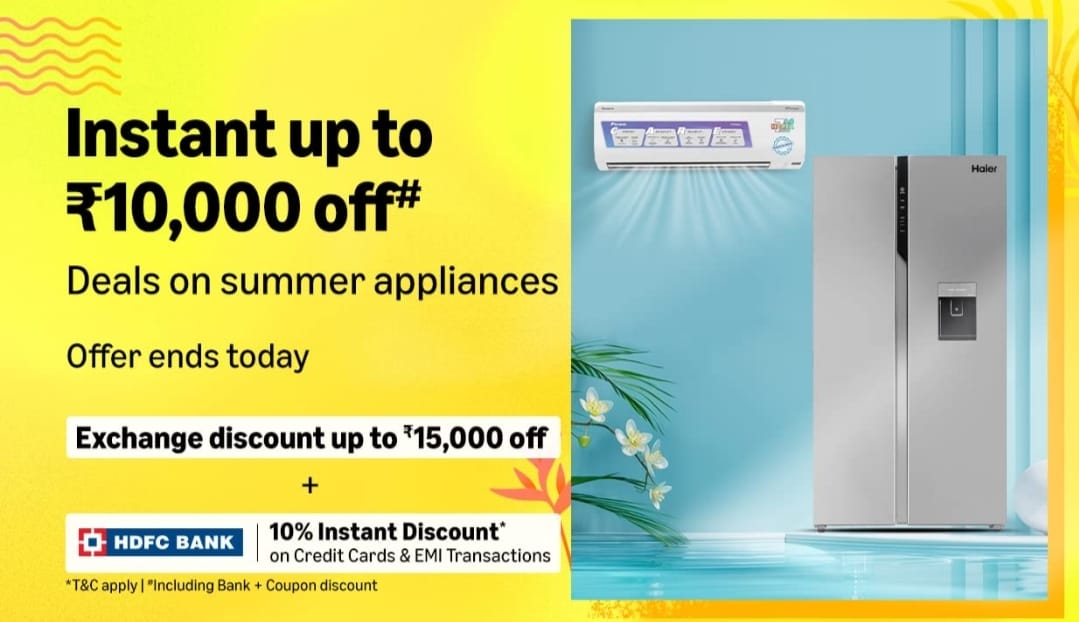 Instant up to
₹10,000 off#
Deals on summer appliances
Offer ends today
Exchange discount up to ₹15,000 off
+
HDFC BANK
10% Instant Discount*
on Credit Cards & EMI Transactions
*T&C apply | #Including Bank + Coupon discount
Haier